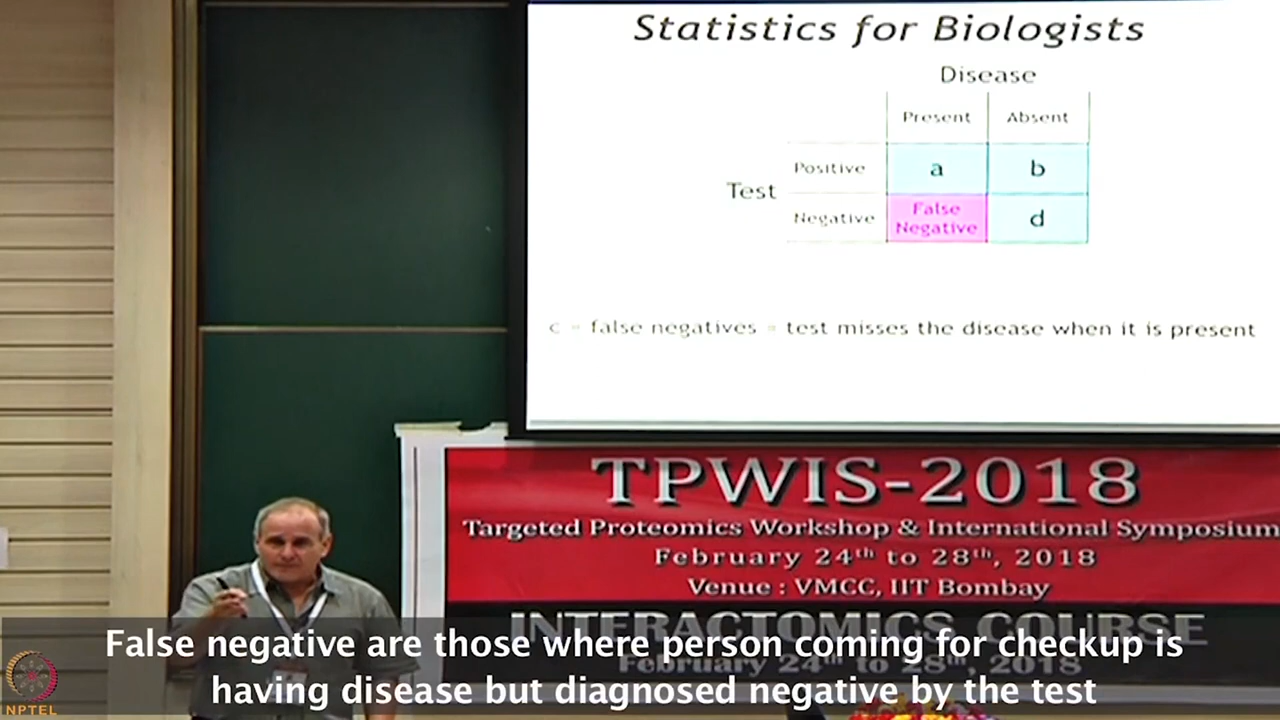 Statistics for Biologists
Disease
Present Absent
Positive a b
Test
Negative False Negative d
c = false negatives = test misses the disease when it is present
TPWIS-2018
Targeted Proteomics Workshop & International Symposium
February 24th to 28th, 2018
Venue : VMCC, IIT Bombay
INTERACTOMICS COURSE
February 24th to 28th, 2018
False negative are those where person coming for checkup is
having disease but diagnosed negative by the test
NPTEL